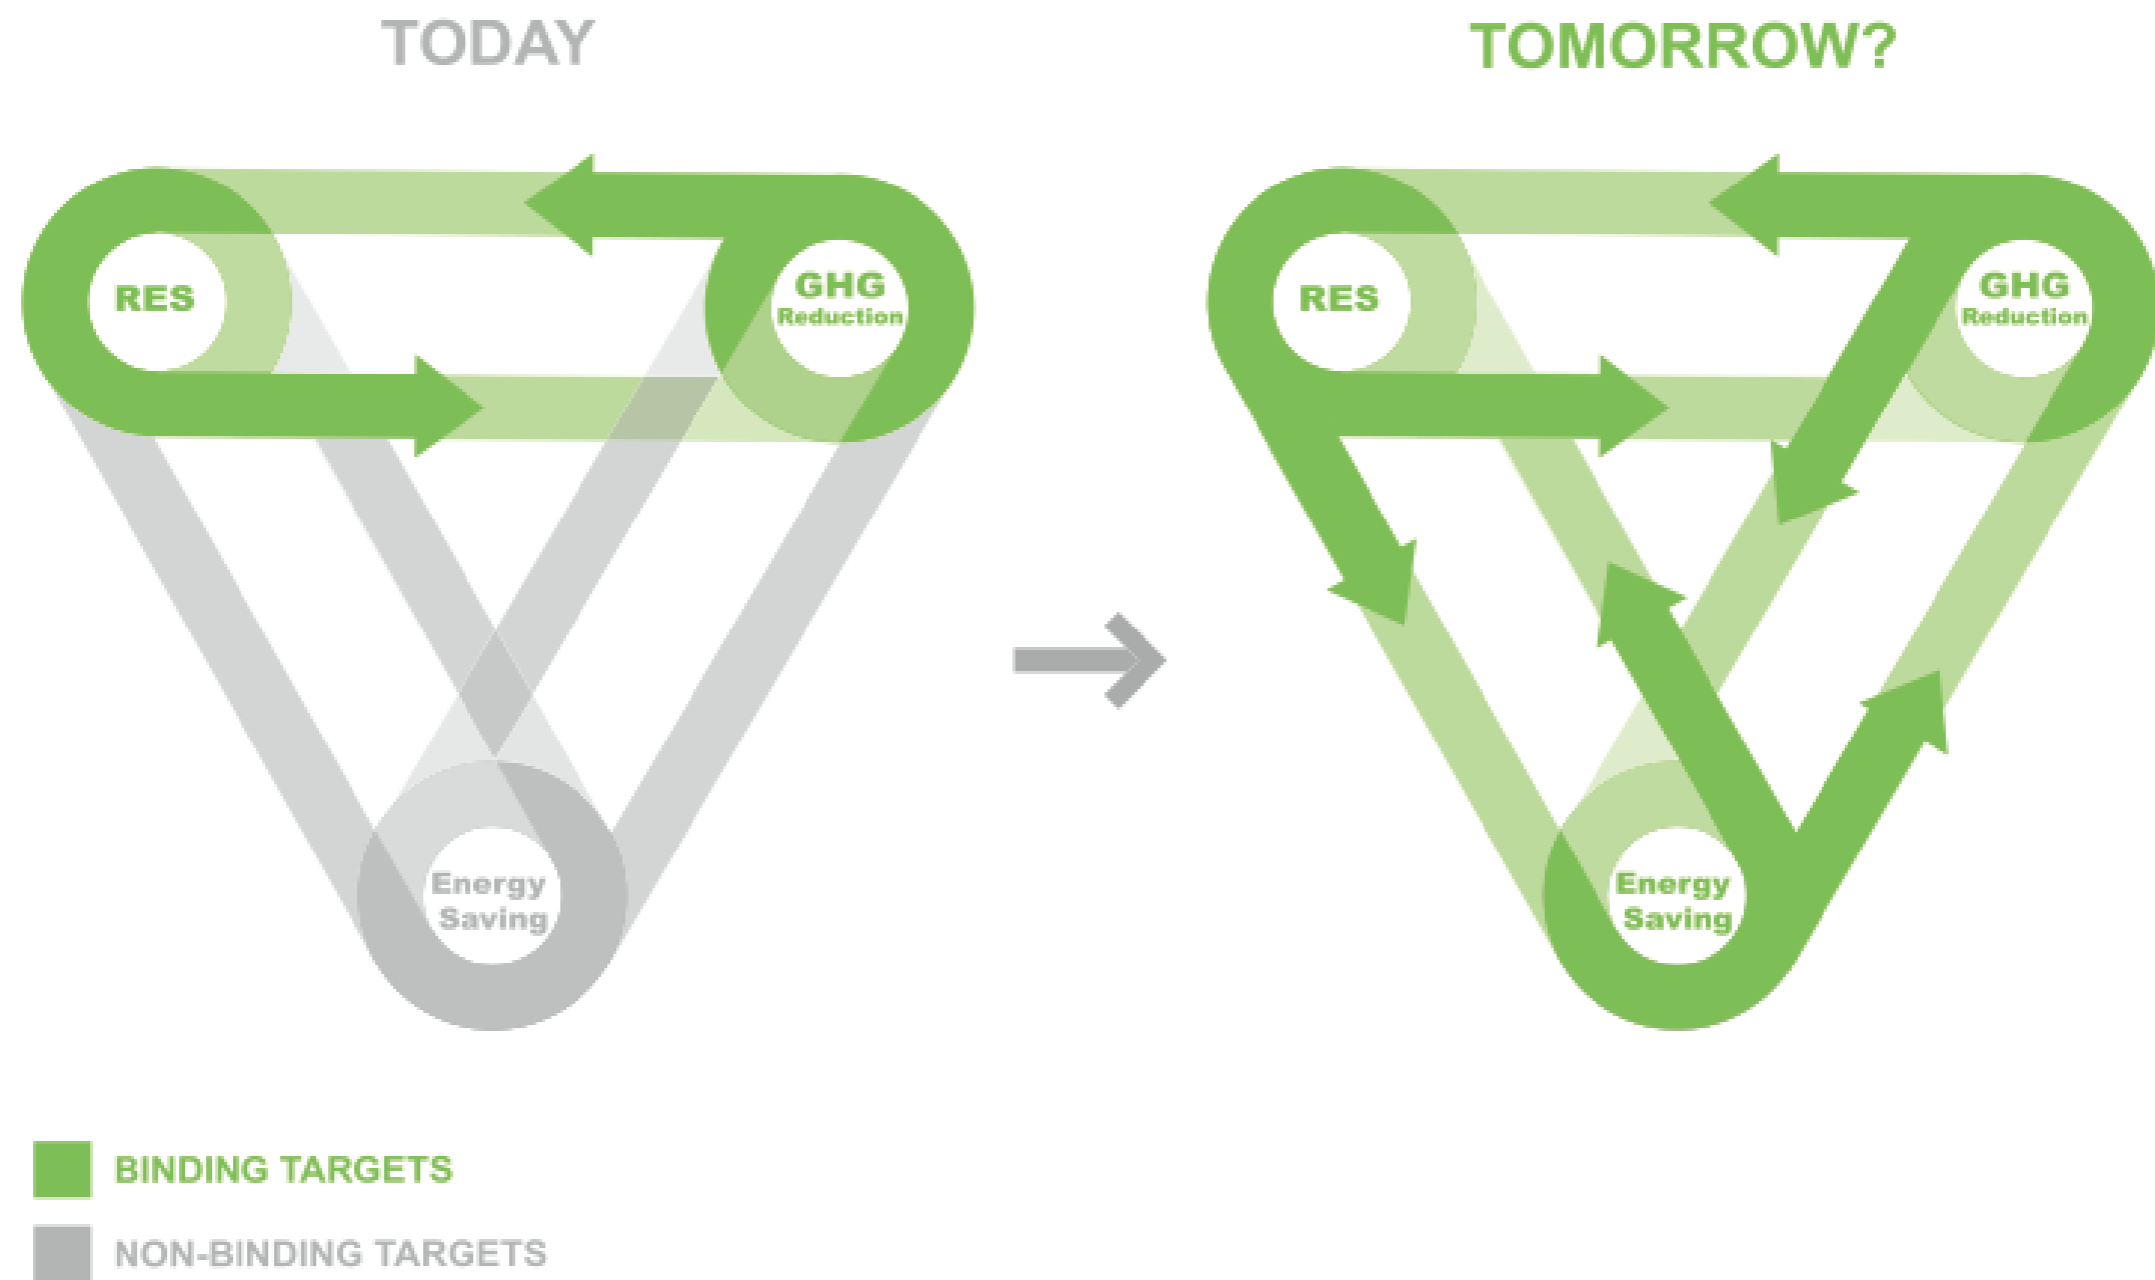 TODAY
TOMORROW?
RES
GHG
Reduction
Energy
Saving
RES
GHG
Reduction
Energy
Saving
BINDING TARGETS
NON-BINDING TARGETS